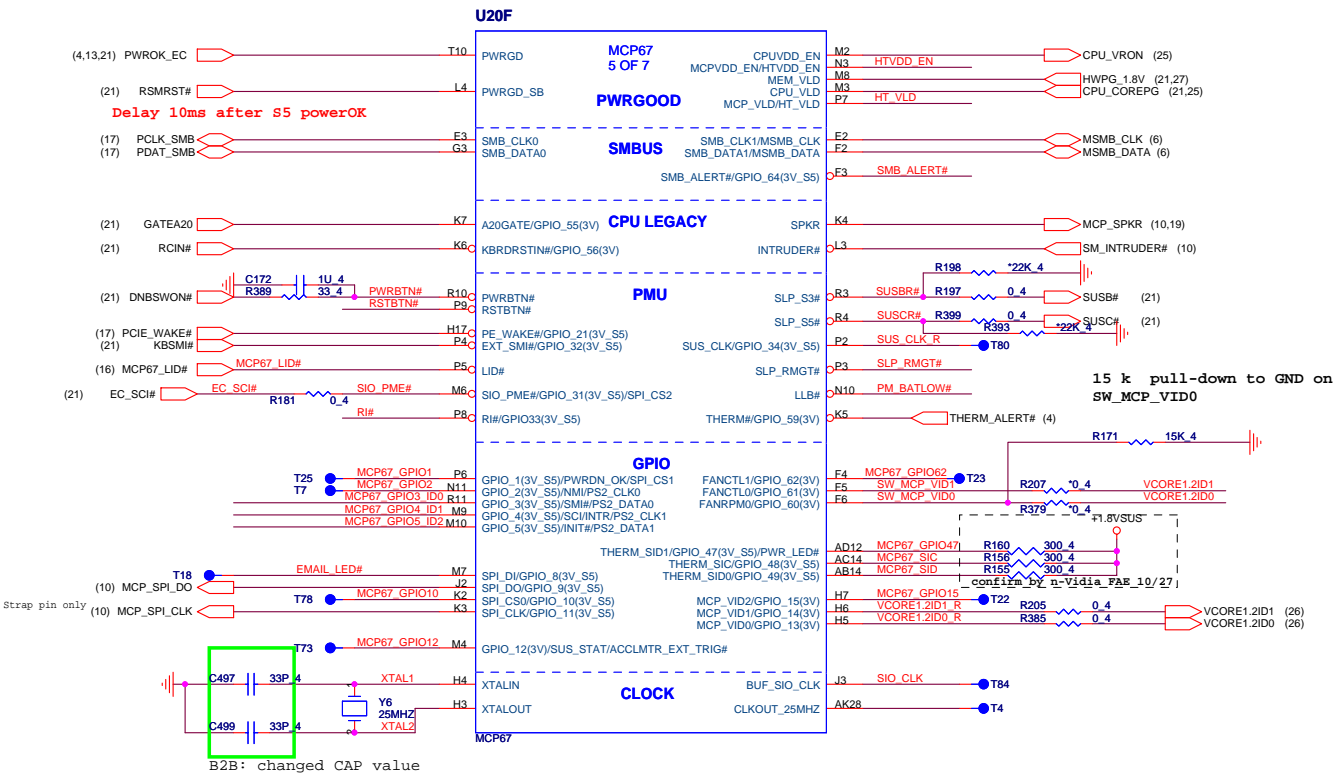 U20F
MCP67
5 OF 7
PWRGOOD
(4,13,21) PWROK_EC T10 PWRGD
(21) RSMRST# L4 PWRGD_SB
Delay 10ms after S5 powerOK
CPUVDD_EN M2 CPU_VRON (25)
MCPVDD_EN/HTVDD_EN N3 HTVDD_EN
MEM_VLD M8 HWPG_1.8V (21,27)
CPU_VLD M3 CPU_COREPG (21,25)
MCP_VLD/HT_VLD P7 HT_VLD
SMBUS
(17) PCLK_SMB E3 SMB_CLK0
(17) PDAT_SMB G3 SMB_DATA0
SMB_CLK1/MSMB_CLK E2 MSMB_CLK (6)
SMB_DATA1/MSMB_DATA F2 MSMB_DATA (6)
SMB_ALERT#/GPIO_64(3V_S5) F3 SMB_ALERT#
CPU LEGACY
(21) GATEA20 K7 A20GATE/GPIO_55(3V)
(21) RCIN# K6 KBRDRSTIN#/GPIO_56(3V)
SPKR K4 MCP_SPKR (10,19)
INTRUDER# L3 SM_INTRUDER# (10)
PMU
C172 1U_4
R389 33_4
(21) DNBSWON# PWRBTN# R10 PWRBTN#
RSTBTN# P9 RSTBTN#
(17) PCIE_WAKE# H17 PE_WAKE#/GPIO_21(3V_S5)
(21) KBSMI# P4 EXT_SMI#/GPIO_32(3V_S5)
(16) MCP67_LID# MCP67_LID# P5 LID#
(21) EC_SCI# EC_SCI# R181 0_4 SIO_PME# M6 SIO_PME#/GPIO_31(3V_S5)/SPI_CS2
RI# P8 RI#/GPIO33(3V_S5)
R198 *22K_4
SLP_S3# R3 SUSBR# R197 0_4 SUSB# (21)
SLP_S5# R4 SUSCR# R399 0_4 SUSC# (21)
R393 *22K_4
SUS_CLK/GPIO_34(3V_S5) P2 SUS_CLK_R T80
SLP_RMGT# P3 SLP_RMGT#
LLB# N10 PM_BATLOW#
THERM#/GPIO_59(3V) K5 THERM_ALERT# (4)
15 k pull-down to GND on
SW_MCP_VID0
R171 15K_4
GPIO
T25 MCP67_GPIO1 P6 GPIO_1(3V_S5)/PWRDN_OK/SPI_CS1
T7 MCP67_GPIO2 N11 GPIO_2(3V_S5)/NMI/PS2_CLK0
MCP67_GPIO3_ID0 R11 GPIO_3(3V_S5)/SMI#/PS2_DATA0
MCP67_GPIO4_ID1 M9 GPIO_4(3V_S5)/SCI/INTR/PS2_CLK1
MCP67_GPIO5_ID2 M10 GPIO_5(3V_S5)/INIT#/PS2_DATA1
FANCTL1/GPIO_62(3V) F4 MCP67_GPIO62 T23
FANCTL0/GPIO_61(3V) F5 SW_MCP_VID1 R207 *0_4 VCORE1.2ID1
FANRPM0/GPIO_60(3V) F6 SW_MCP_VID0 R379 *0_4 VCORE1.2ID0
+1.8VSUS
THERM_SID1/GPIO_47(3V_S5)/PWR_LED# AD12 MCP67_GPIO47 R160 300_4
THERM_SIC/GPIO_48(3V_S5) AC14 MCP67_SIC R156 300_4
THERM_SID0/GPIO_49(3V_S5) AB14 MCP67_SID R155 300_4
confirm by n-Vidia FAE 10/27
T18 EMAIL_LED# M7 SPI_DI/GPIO_8(3V_S5)
(10) MCP_SPI_DO J2 SPI_DO/GPIO_9(3V_S5)
T78 MCP67_GPIO10 K2 SPI_CS0/GPIO_10(3V_S5)
Strap pin only (10) MCP_SPI_CLK K3 SPI_CLK/GPIO_11(3V_S5)
MCP_VID2/GPIO_15(3V) H7 MCP67_GPIO15 T22
MCP_VID1/GPIO_14(3V) H6 VCORE1.2ID1_R R205 0_4 VCORE1.2ID1 (26)
MCP_VID0/GPIO_13(3V) H5 VCORE1.2ID0_R R385 0_4 VCORE1.2ID0 (26)
T73 MCP67_GPIO12 M4 GPIO_12(3V)/SUS_STAT/ACCLMTR_EXT_TRIG#
CLOCK
C497 33P_4 XTAL1 H4 XTALIN
1
Y6
25MHZ
2
C499 33P_4 XTAL2 H3 XTALOUT
BUF_SIO_CLK J3 SIO_CLK T84
CLKOUT_25MHZ AK28 T4
MCP67
B2B: changed CAP value